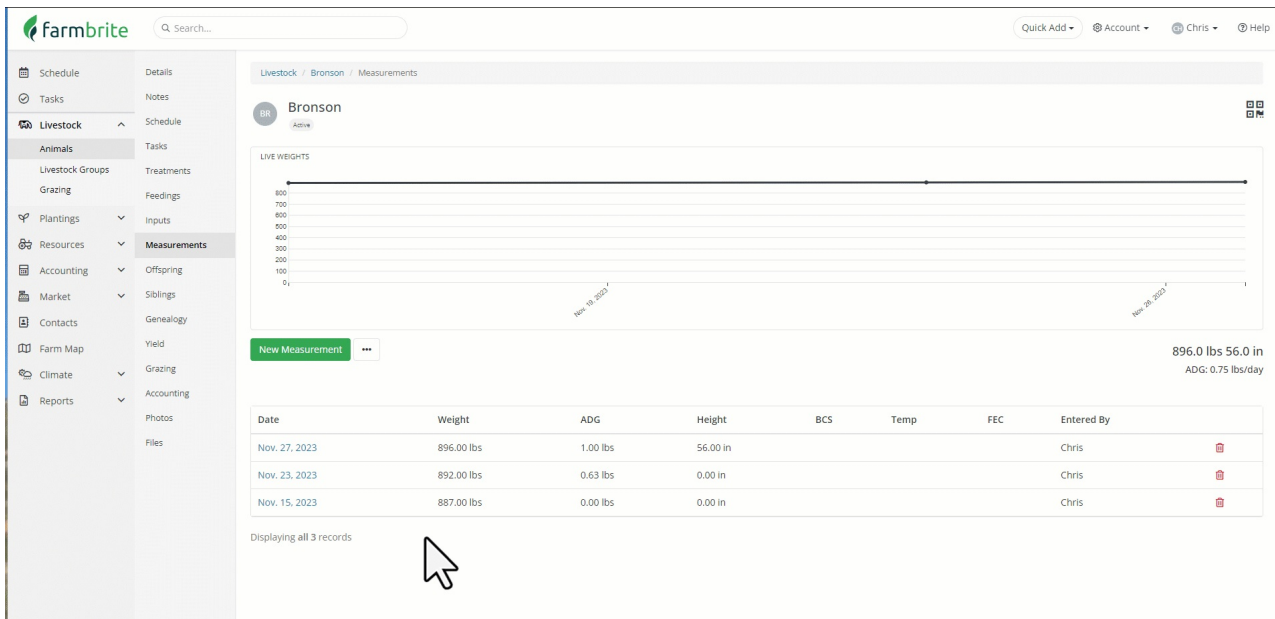 farmbrite
Search...
Quick Add
Account
CH Chris
Help
Schedule
Tasks
Livestock
Animals
Livestock Groups
Grazing
Plantings
Resources
Accounting
Market
Contacts
Farm Map
Climate
Reports
Details
Notes
Schedule
Tasks
Treatments
Feedings
Inputs
Measurements
Offspring
Siblings
Genealogy
Yield
Grazing
Accounting
Photos
Files
Livestock / Bronson / Measurements
BR Bronson
Active
LIVE WEIGHTS
800
700
600
500
400
300
200
100
0
Nov. 19, 2023
Nov. 26, 2023
New Measurement ...
896.0 lbs 56.0 in
ADG: 0.75 lbs/day
Date Weight ADG Height BCS Temp FEC Entered By
Nov. 27, 2023 896.00 lbs 1.00 lbs 56.00 in Chris
Nov. 23, 2023 892.00 lbs 0.63 lbs 0.00 in Chris
Nov. 15, 2023 887.00 lbs 0.00 lbs 0.00 in Chris
Displaying all 3 records